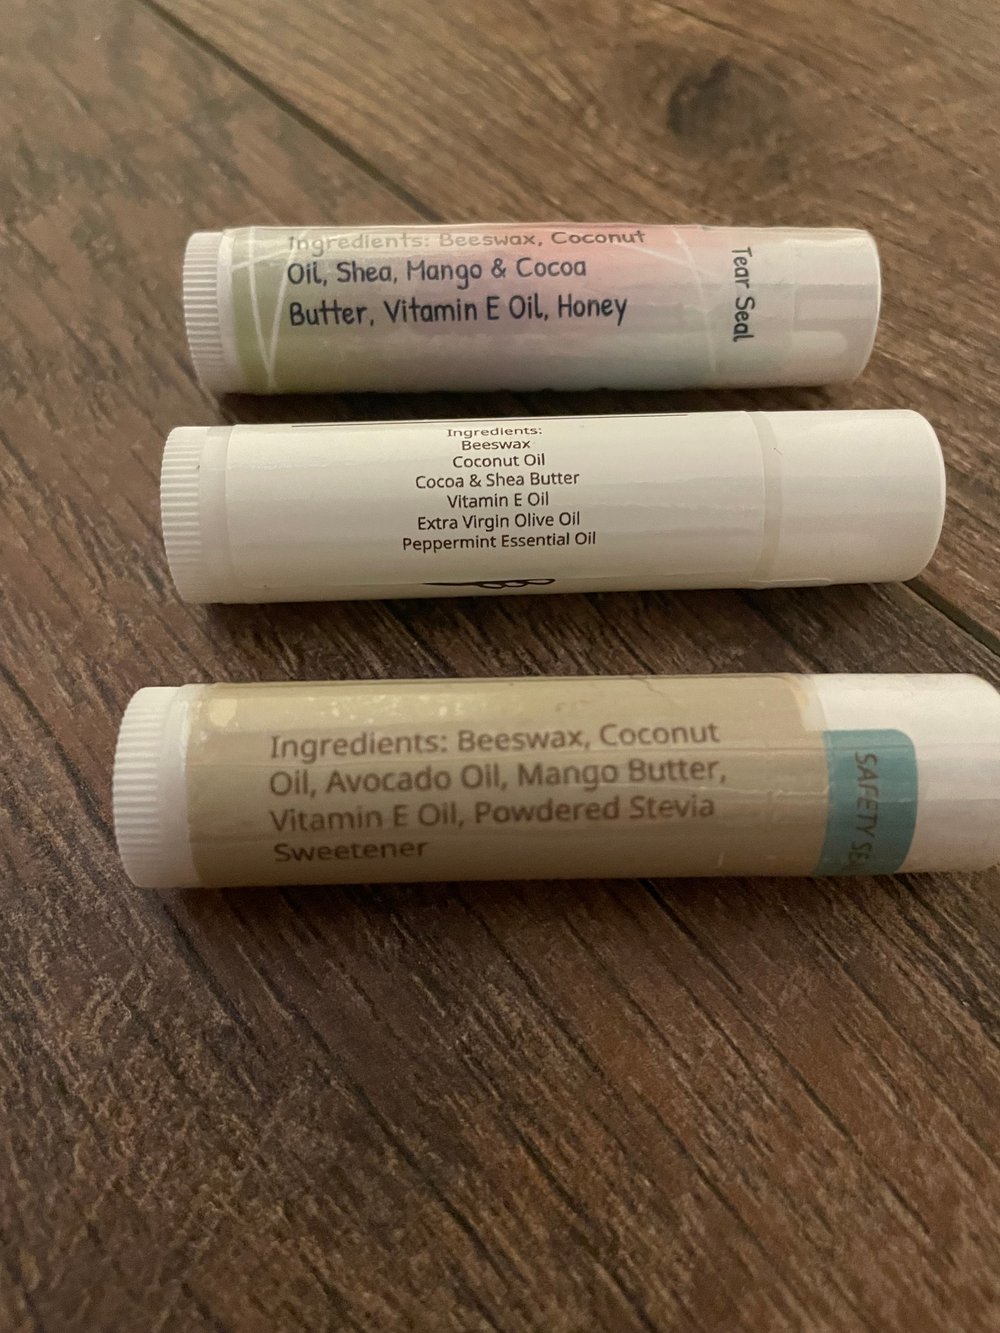 Ingredients: Beeswax, Coconut
Oil, Shea, Mango & Cocoa
Butter, Vitamin E Oil, Honey
Tear Seal
Ingredients:
Beeswax
Coconut Oil
Cocoa & Shea Butter
Vitamin E Oil
Extra Virgin Olive Oil
Peppermint Essential Oil
Ingredients: Beeswax, Coconut
Oil, Avocado Oil, Mango Butter,
Vitamin E Oil, Powdered Stevia
Sweetener
SAFETY